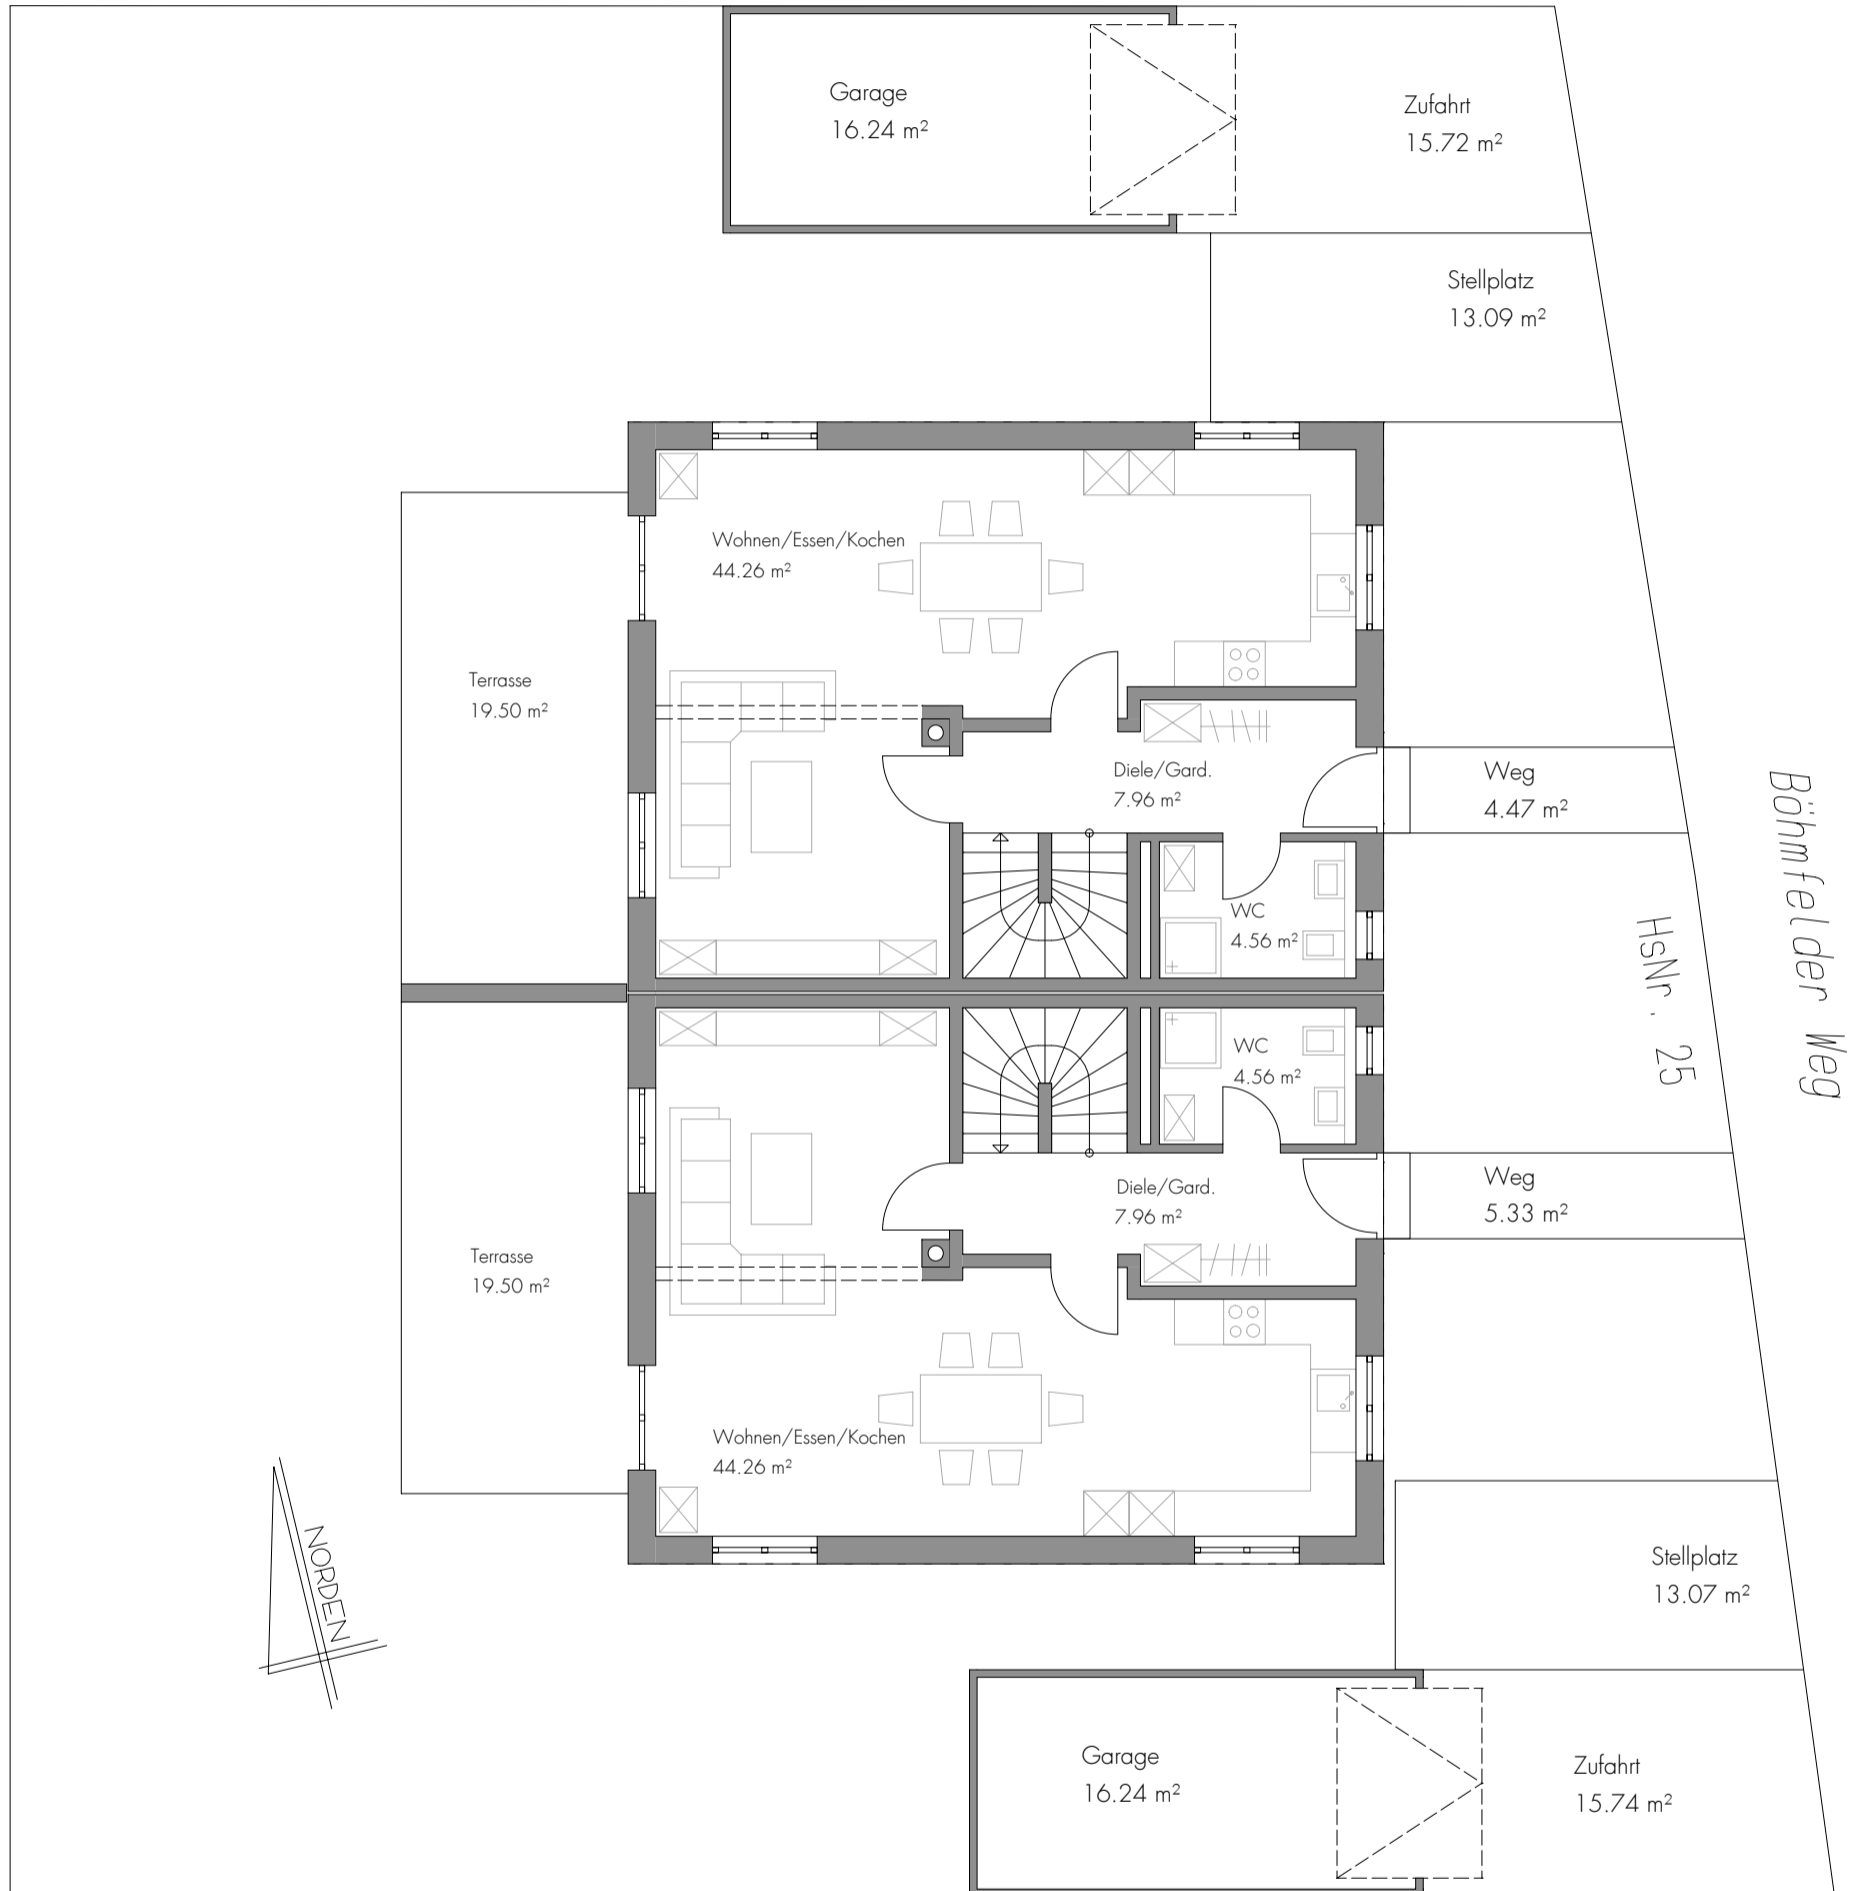 Garage
16.24 m²
Zufahrt
15.72 m²
Stellplatz
13.09 m²
Wohnen/Essen/Kochen
44.26 m²
Terrasse
19.50 m²
Diele/Gard.
7.96 m²
Weg
4.47 m²
WC
4.56 m²
Böhmfelder Weg
HsNr. 25
WC
4.56 m²
Diele/Gard.
7.96 m²
Weg
5.33 m²
Terrasse
19.50 m²
Wohnen/Essen/Kochen
44.26 m²
NORDEN
Stellplatz
13.07 m²
Garage
16.24 m²
Zufahrt
15.74 m²